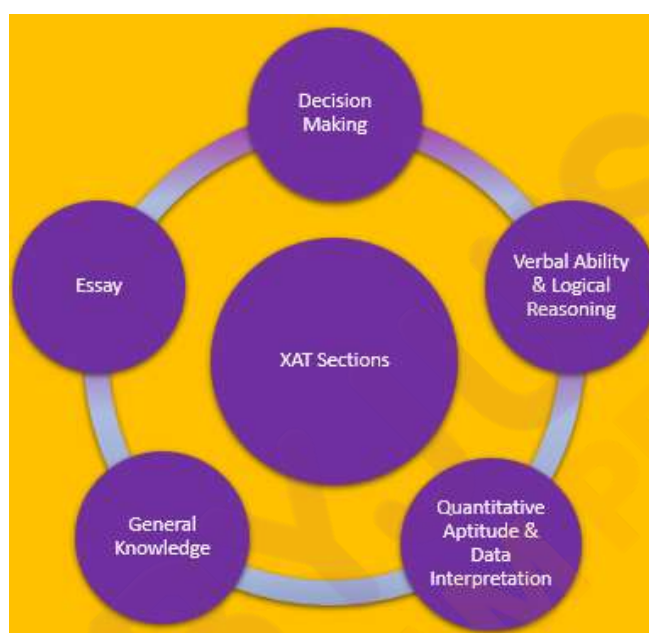 Decision
Making
Verbal Ability
& Logical
Reasoning
Essay
XAT Sections
General
Knowledge
Quantitative
Aptitude &
Data
Interpretation